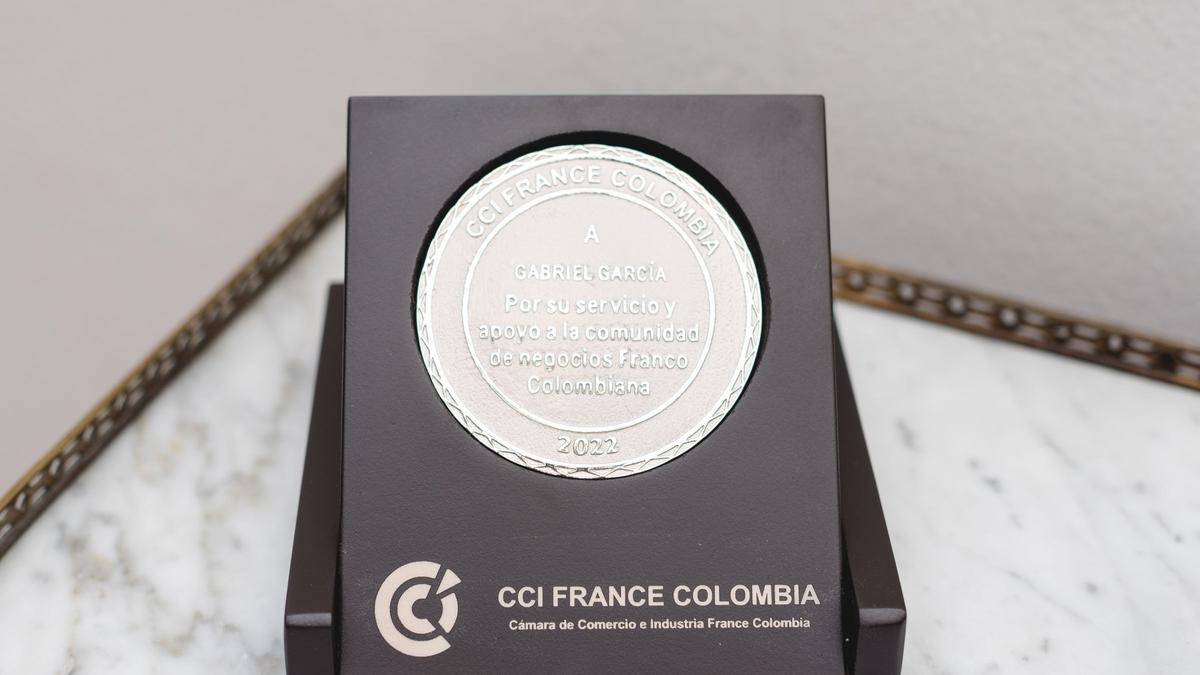 CCI FRANCE COLOMBIA
A
GABRIEL GARCÍA
Por su servicio y
apoyo a la comunidad
de negocios Franco
Colombiana
2022
CCI FRANCE COLOMBIA
Cámara de Comercio e Industria France Colombia